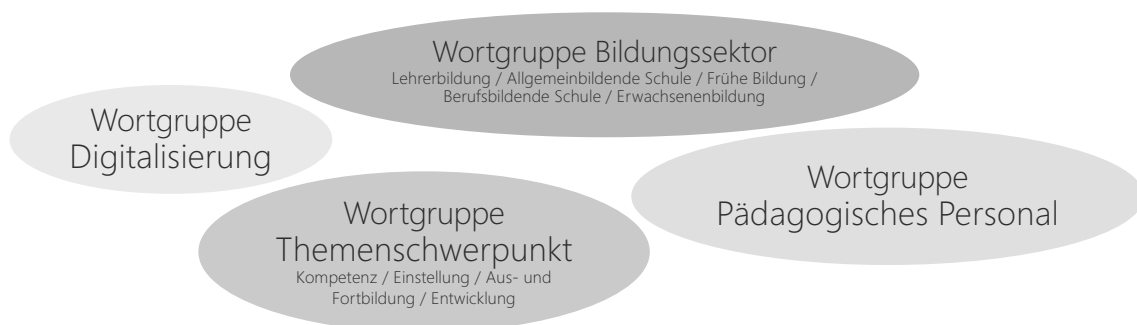 Wortgruppe Bildungssektor
Lehrerbildung / Allgemeinbildende Schule / Frühe Bildung /
Berufsbildende Schule / Erwachsenenbildung
Wortgruppe
Digitalisierung
Wortgruppe
Pädagogisches Personal
Wortgruppe
Themenschwerpunkt
Kompetenz / Einstellung / Aus- und
Fortbildung / Entwicklung